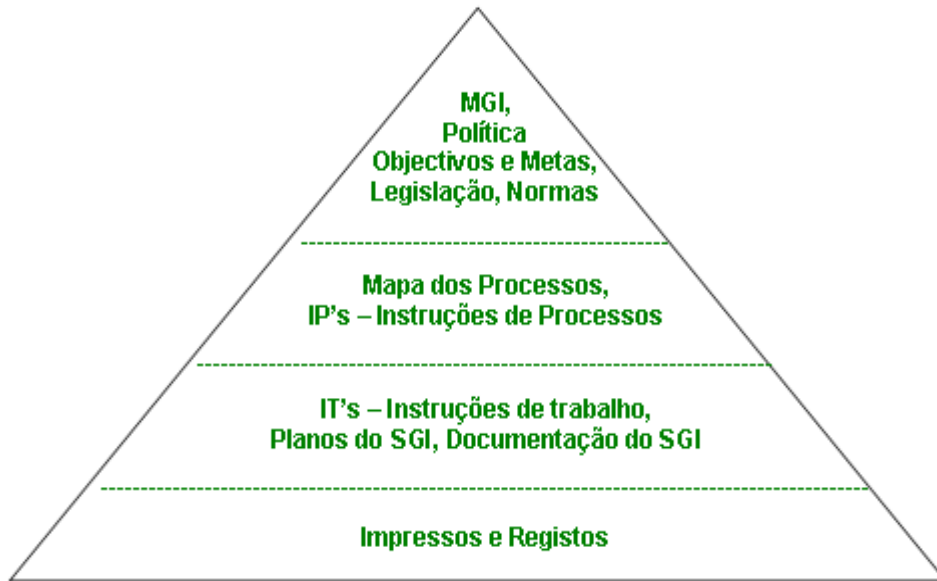 MGI,
Política
Objectivos e Metas,
Legislação, Normas
Mapa dos Processos,
IP's – Instruções de Processos
IT's – Instruções de trabalho,
Planos do SGI, Documentação do SGI
Impressos e Registos